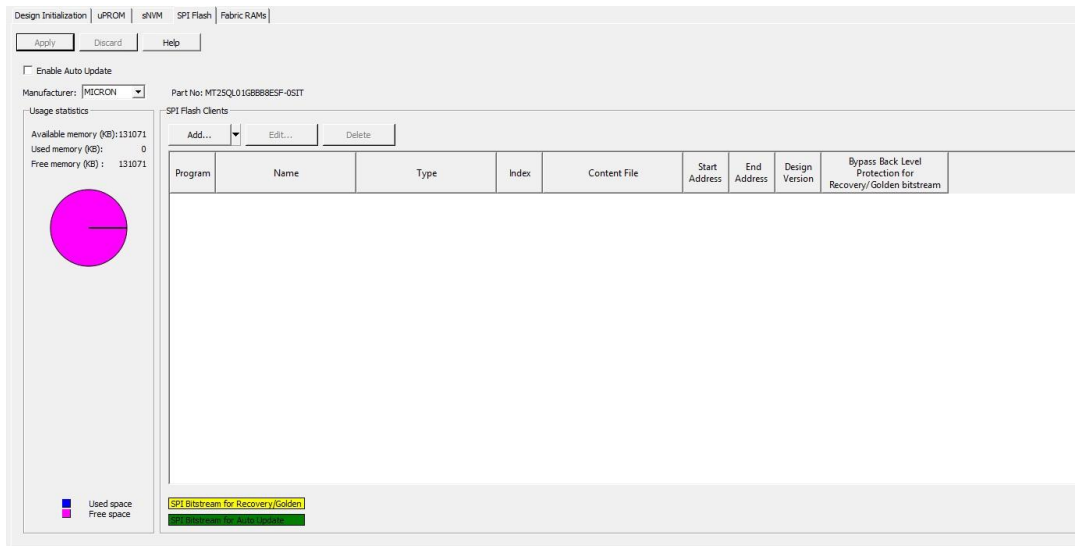 Design Initialization uPROM sNVM SPI Flash Fabric RAMs
Apply Discard Help
Enable Auto Update
Manufacturer: MICRON Part No: MT25QL01GBBB8ESF-0SIT
Usage statistics
Available memory (KB): 131071
Used memory (KB): 0
Free memory (KB) : 131071
Used space
Free space
SPI Flash Clients
Add... Edit... Delete
Program Name Type Index Content File Start Address End Address Design Version Bypass Back Level Protection for Recovery/Golden bitstream
SPI Bitstream for Recovery/Golden
SPI Bitstream for Auto Update